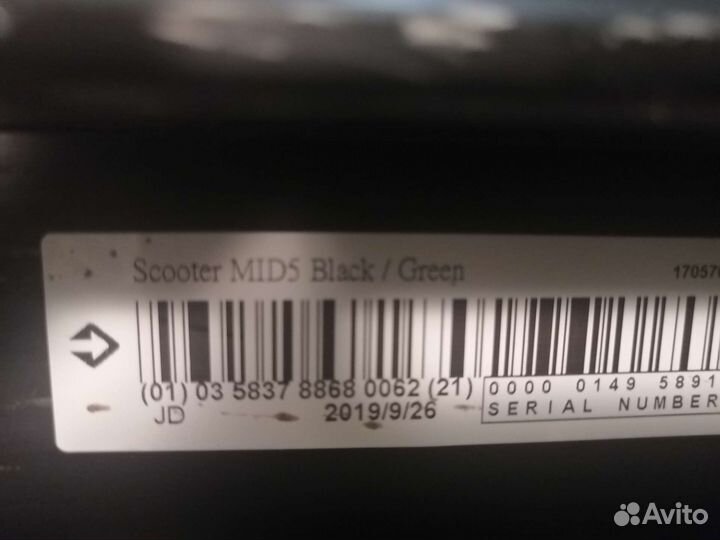 Scooter MID5 Black / Green
(01) 03 5837 8868 0062 (21)
0000 0149 5891
JD
2019/9/26
SERIAL NUMBER
Avito